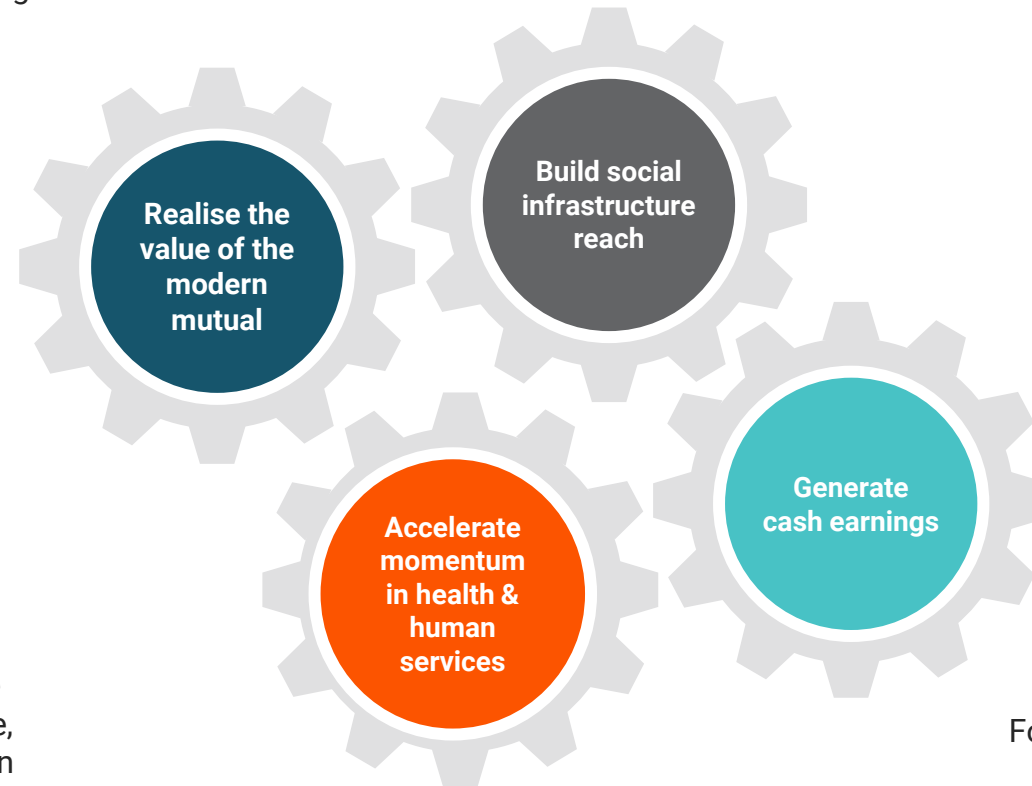 g
Build social
infrastructure
reach
Realise the
value of the
modern
mutual
Generate
cash earnings
Accelerate
momentum
in health &
human
services
e,
n
Fo